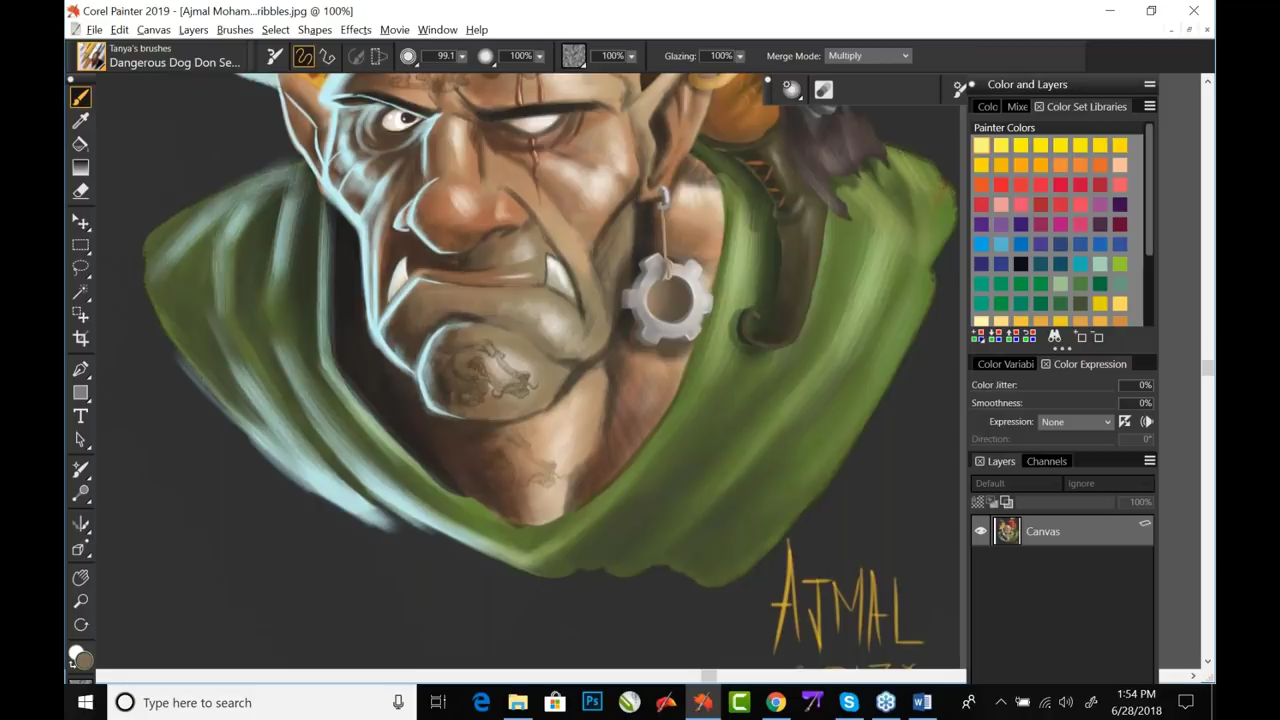 Corel Painter 2019 - [Ajmal Moham...ribbles.jpg @ 100%]
File Edit Canvas Layers Brushes Select Shapes Effects Movie Window Help
Tanya's brushes
Dangerous Dog Don Se...
99.1 100% 100% Glazing: 100% Merge Mode: Multiply
Color and Layers
Colc Mixe Color Set Libraries
Painter Colors
Color Variabi Color Expression
Color Jitter: 0%
Smoothness: 0%
Expression: None
Direction: 0°
Layers Channels
Default Ignore
100%
Canvas
AJMAL
Type here to search
1:54 PM
6/28/2018